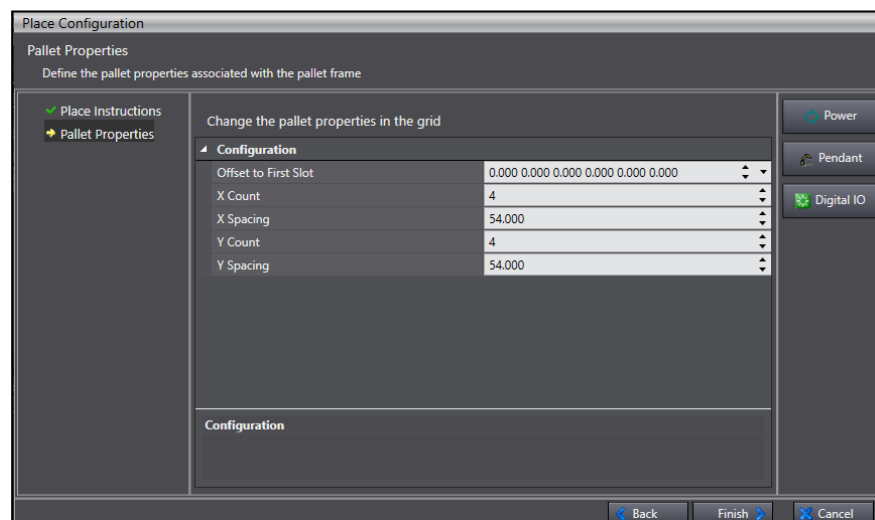 Place Configuration
Pallet Properties
Define the pallet properties associated with the pallet frame
Place Instructions
Pallet Properties
Change the pallet properties in the grid
Configuration
Offset to First Slot 0.000 0.000 0.000 0.000 0.000 0.000
X Count 4
X Spacing 54.000
Y Count 4
Y Spacing 54.000
Configuration
Power
Pendant
Digital IO
Back Finish Cancel